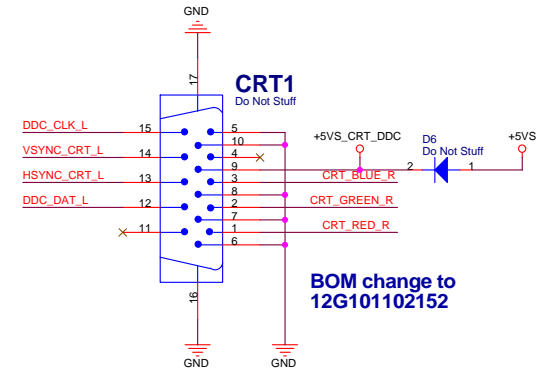 GND
17
CRT1
Do Not Stuff
DDC_CLK_L 15 5
10
VSYNC_CRT_L 14 4
9
HSYNC_CRT_L 13 3 CRT_BLUE_R
8
DDC_DAT_L 12 2 CRT_GREEN_R
7
11 1 CRT_RED_R
6
+5VS_CRT_DDC
D6
Do Not Stuff
+5VS
2 1
BOM change to
12G101102152
16
GND GND